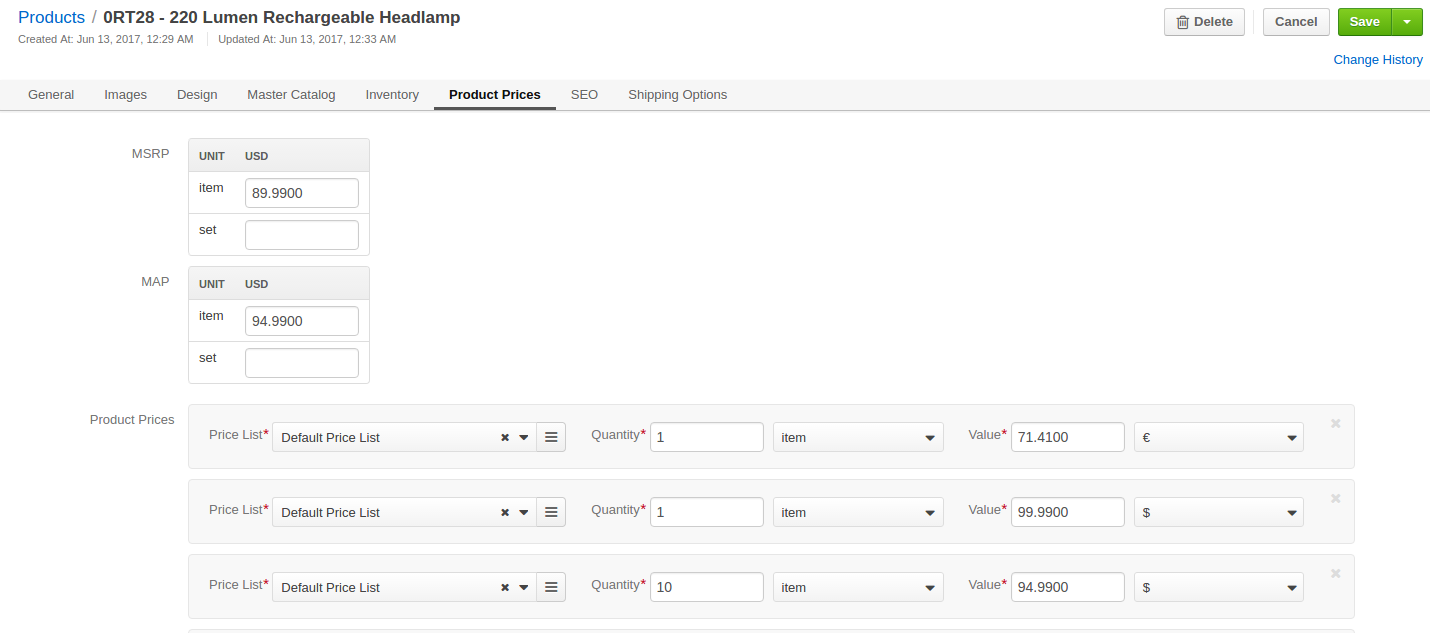 Products / 0RT28 - 220 Lumen Rechargeable Headlamp
Delete Cancel Save
Created At: Jun 13, 2017, 12:29 AM Updated At: Jun 13, 2017, 12:33 AM
Change History
General Images Design Master Catalog Inventory Product Prices SEO Shipping Options
MSRP UNIT USD
item 89.9900
set
MAP UNIT USD
item 94.9900
set
Product Prices
Price List* Default Price List Quantity* 1 item Value* 71.4100 €
Price List* Default Price List Quantity* 1 item Value* 99.9900 $
Price List* Default Price List Quantity* 10 item Value* 94.9900 $